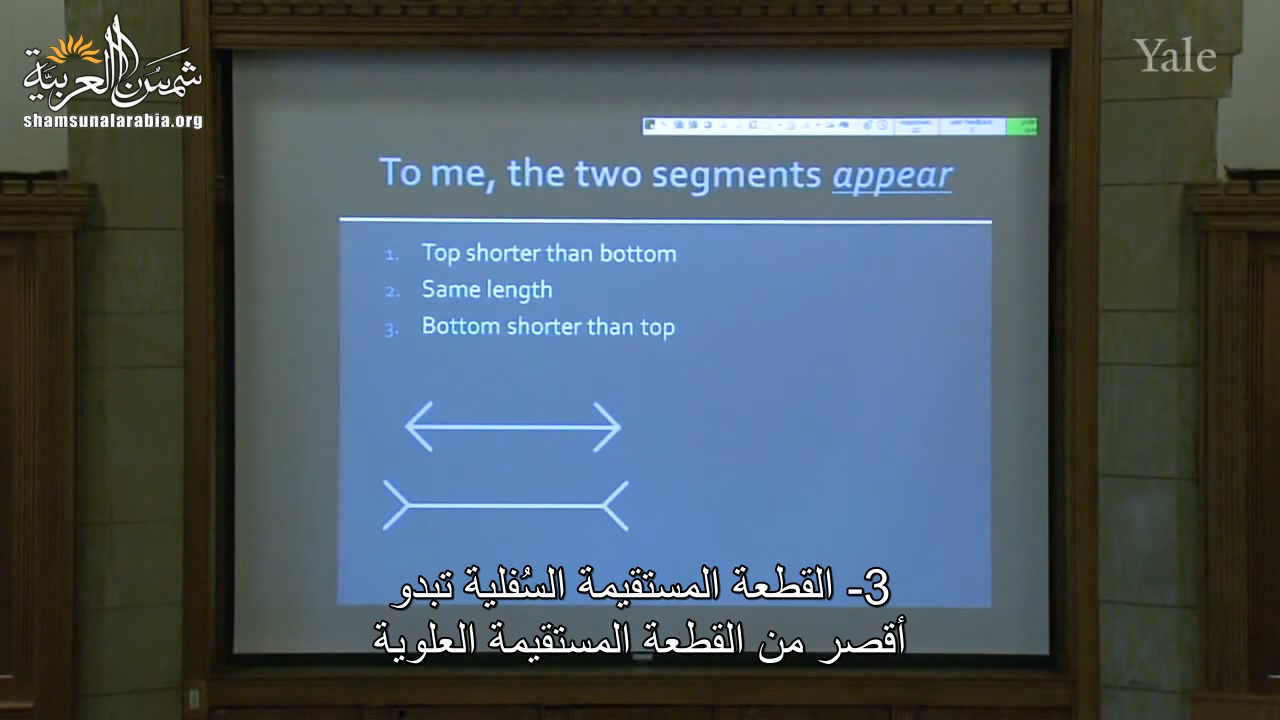 شمس العربية
shamsunalarabia.org
Yale
To me, the two segments appear
1. Top shorter than bottom
2. Same length
3. Bottom shorter than top
3- القطعة المستقيمة السُفلية تبدو
أقصر من القطعة المستقيمة العلوية